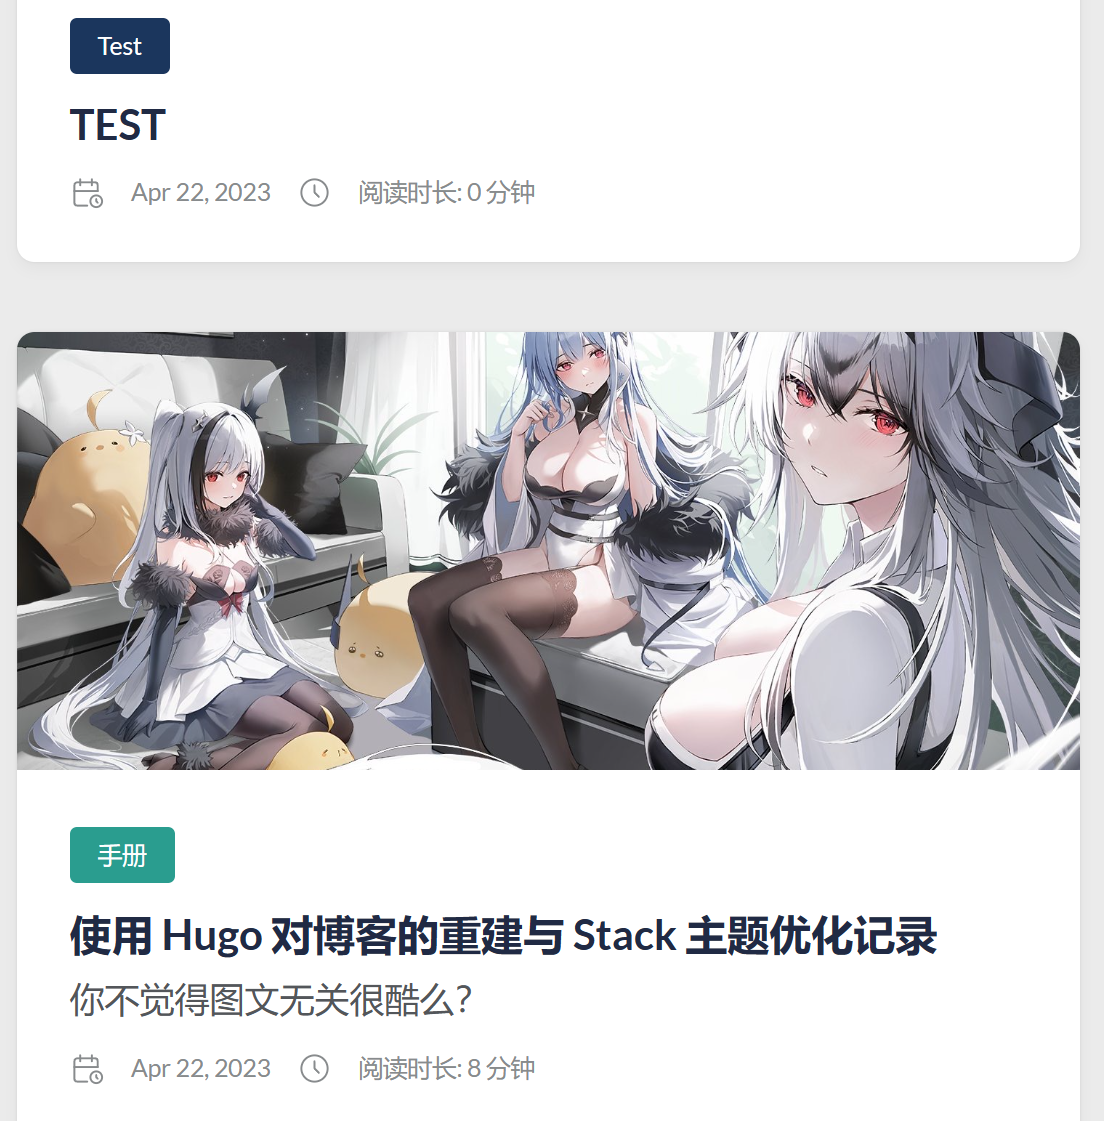 Test
TEST
Apr 22, 2023 阅读时长: 0 分钟
手册
使用 Hugo 对博客的重建与 Stack 主题优化记录
你不觉得图文无关很酷么？
Apr 22, 2023 阅读时长: 8 分钟